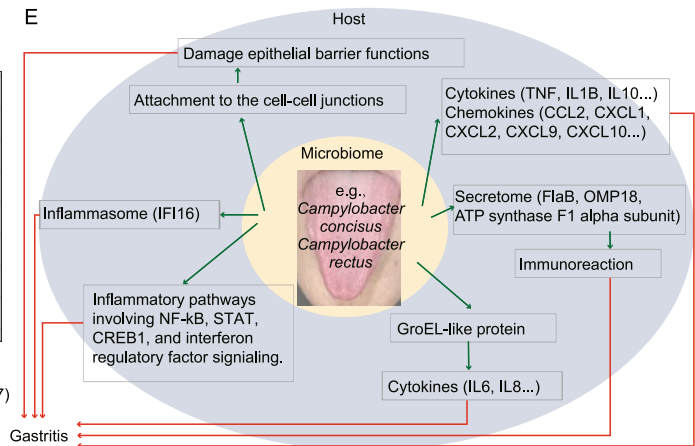 E
Host
Damage epithelial barrier functions
Attachment to the cell-cell junctions
Cytokines (TNF, IL1B, IL10...)
Chemokines (CCL2, CXCL1,
CXCL2, CXCL9, CXCL10...)
Microbiome
e.g.,
Campylobacter
concisus
Campylobacter
rectus
Inflammasome (IFI16)
Secretome (FlaB, OMP18,
ATP synthase F1 alpha subunit)
Immunoreaction
Inflammatory pathways
involving NF-kB, STAT,
CREB1, and interferon
regulatory factor signialing.
GroEL-like protein
Cytokines (IL6, IL8...)
7)
Gastritis